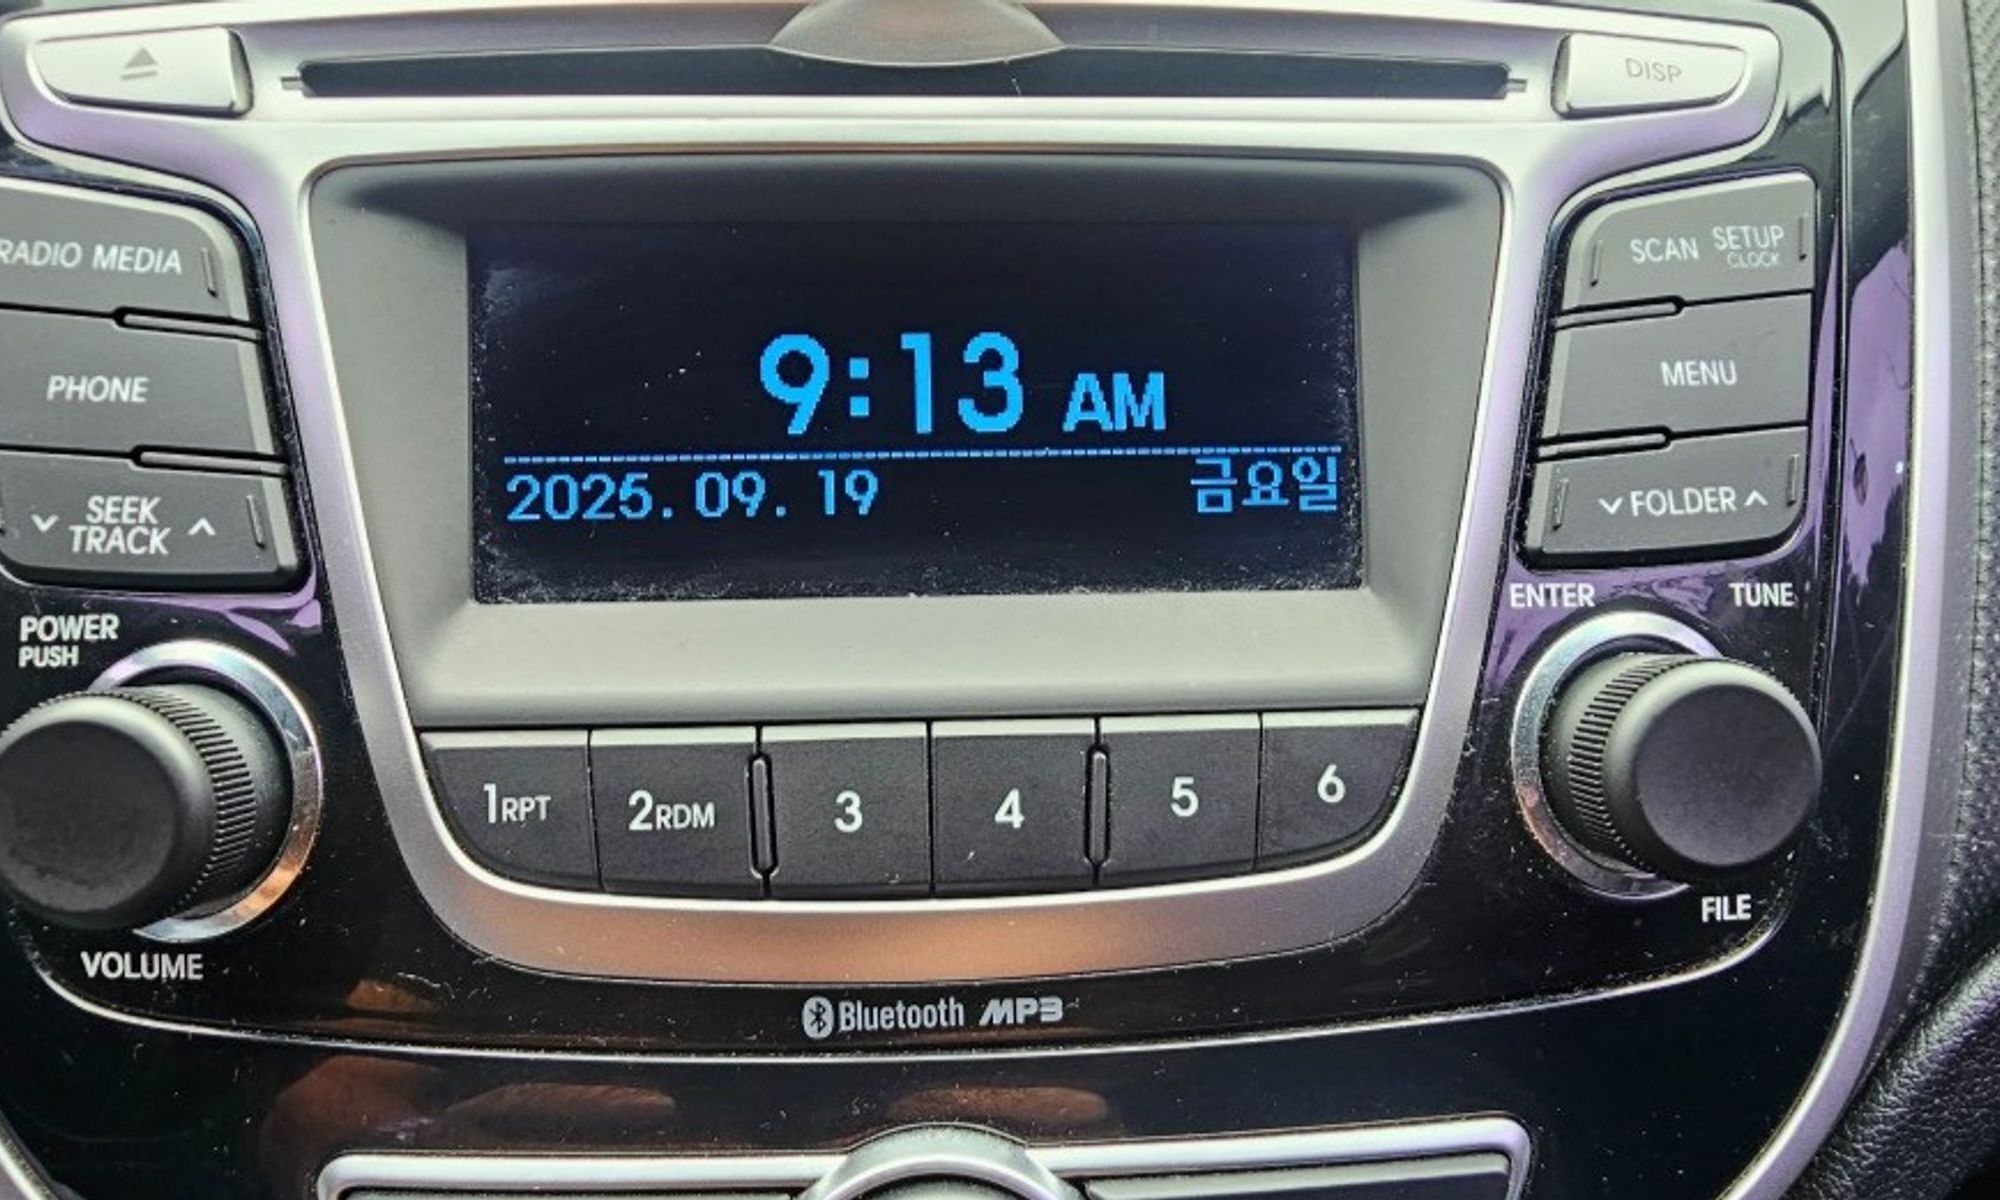 DISP
RADIO MEDIA
SCAN SETUP
CLOCK
9:13 AM
PHONE
MENU
2025.09.19 금요일
SEEK
TRACK
FOLDER
ENTER TUNE
POWER
PUSH
1RPT 2RDM 3 4 5 6
FILE
VOLUME
Bluetooth MP3